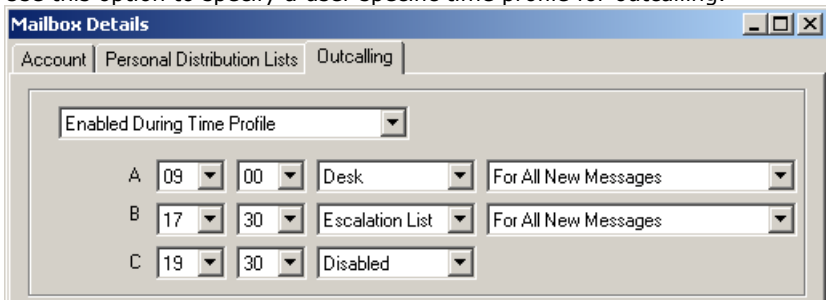 use this option to specify a user specific time profile for outcalling.
Mailbox Details
Account Personal Distribution Lists Outcalling
Enabled During Time Profile
A 09 00 Desk For All New Messages
B 17 30 Escalation List For All New Messages
C 19 30 Disabled